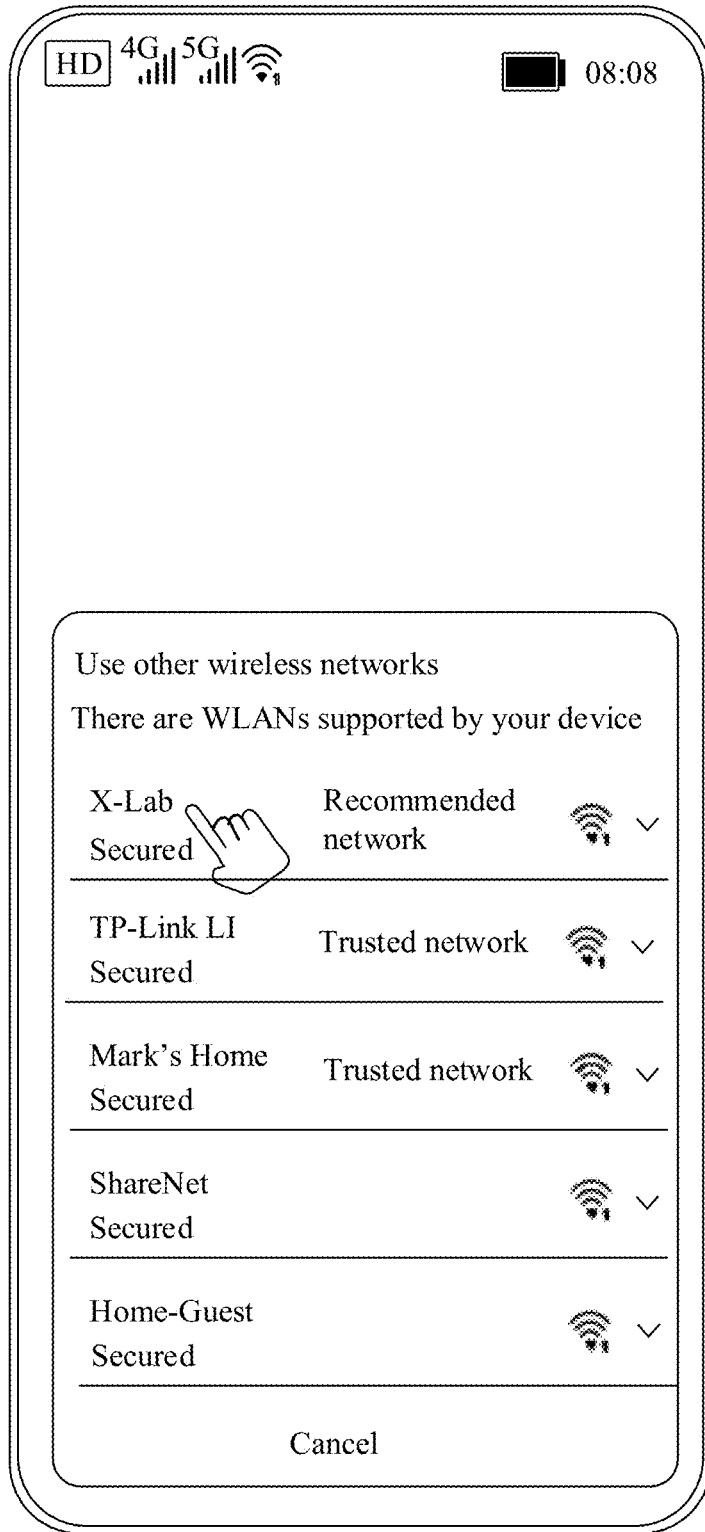 HD 4G 5G 08:08
Use other wireless networks
There are WLANs supported by your device
X-Lab
Secured
Recommended
network
TP-Link LI
Secured
Trusted network
Mark's Home
Secured
Trusted network
ShareNet
Secured
Home-Guest
Secured
Cancel